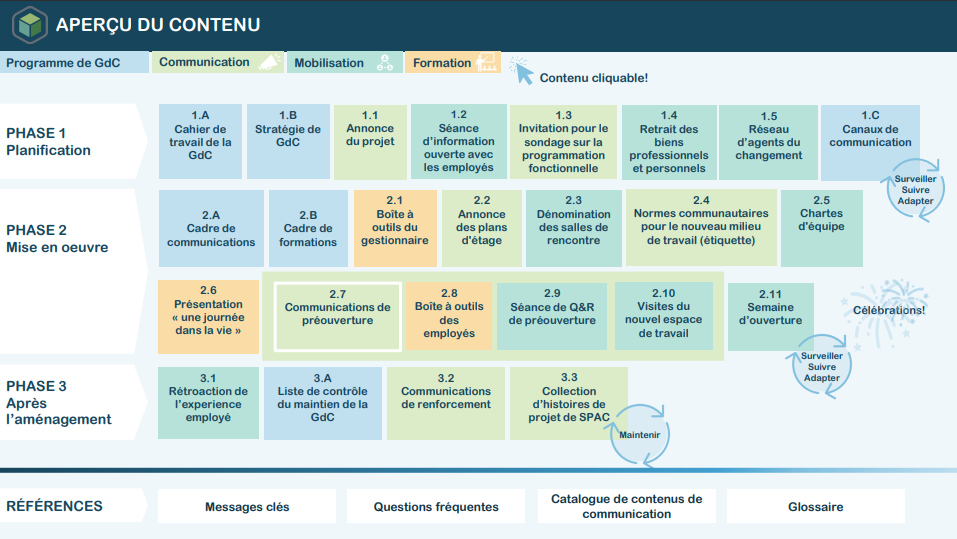 APERÇU DU CONTENU
Programme de GdC
Communication
Mobilisation
Formation
Contenu cliquable!
PHASE 1
Planification
1.A
Cahier de
travail de la
GdC
1.B
Stratégie de
GdC
1.1
Annonce
du projet
1.2
Séance
d'information
ouverte avec
les employés
1.3
Invitation pour le
sondage sur la
programmation
fonctionnelle
1.4
Retrait des
biens
professionnels
et personnels
1.5
Réseau
d'agents du
changement
1.C
Canaux de
communication
Surveiller
Suivre
Adapter
PHASE 2
Mise en oeuvre
2.A
Cadre de
communications
2.B
Cadre de
formations
2.1
Boîte à
outils du
gestionnaire
2.2
Annonce
des plans
d'étage
2.3
Dénomination
des salles de
rencontre
2.4
Normes communautaires
pour le nouveau milieu
de travail (étiquette)
2.5
Chartes
d'équipe
2.6
Présentation
« une journée
dans la vie »
2.7
Communications de
préouverture
2.8
Boîte à outils
des
employés
2.9
Séance de Q&R
de préouverture
2.10
Visites du
nouvel espace
de travail
2.11
Semaine
d'ouverture
Célébrations!
Surveiller
Suivre
Adapter
PHASE 3
Après
l'aménagement
3.1
Rétroaction de
l'experience
employé
3.A
Liste de contrôle
du maintien de la
GdC
3.2
Communications
de renforcement
3.3
Collection
d'histoires de
projet de SPAC
Maintenir
RÉFÉRENCES
Messages clés
Questions fréquentes
Catalogue de contenus de
communication
Glossaire